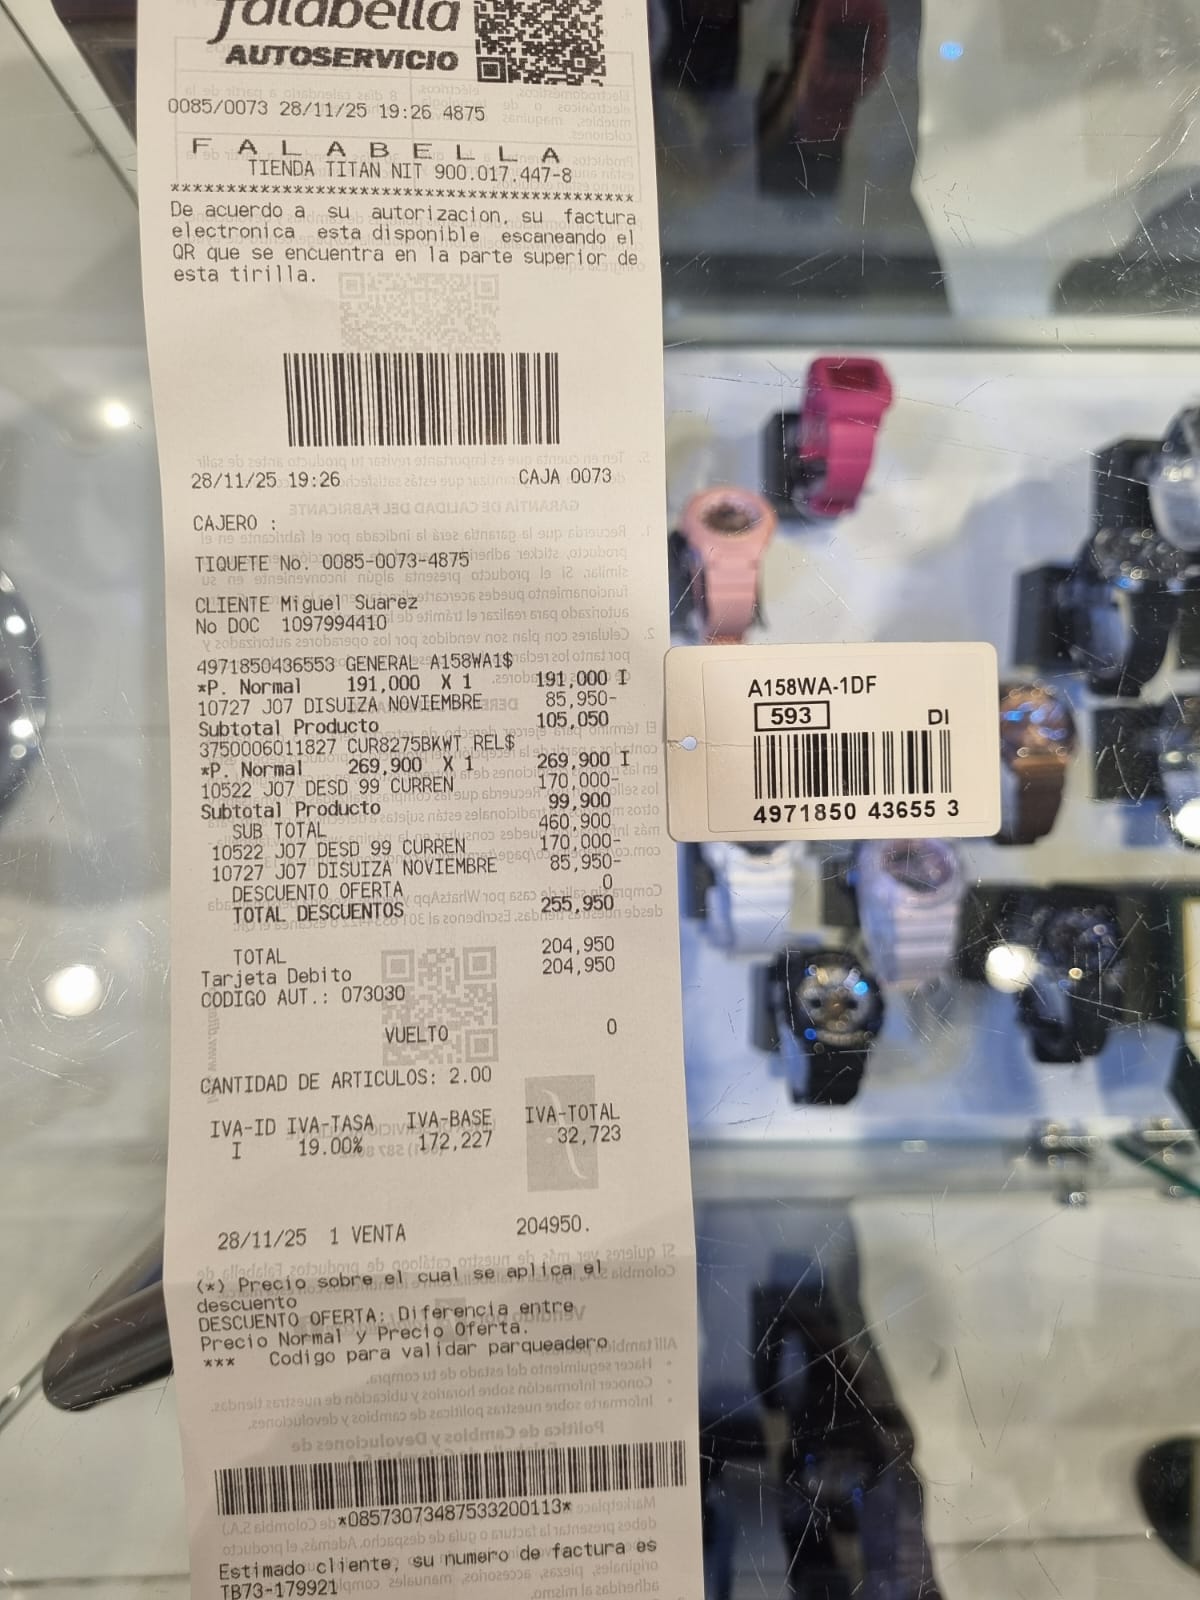 falabella
AUTOSERVICIO
0085/0073 28/11/25 19:26 4875
F A L A B E L L A
TIENDA TITAN NIT 900.017.447-8
De acuerdo a su autorizacion, su factura
electronica esta disponible escaneando el
QR que se encuentra en la parte superior de
esta tirilla.
28/11/25 19:26 CAJA 0073
CAJERO :
TIQUETE No. 0085-0073-4875
CLIENTE Miguel Suarez
No DOC 1097994410
4971850436553 GENERAL A158WA1$
*P. Normal 191,000 X 1 191,000 I
10727 J07 DISUIZA NOVIEMBRE 85,950-
Subtotal Producto 105,050
3750006011827 CUR8275BKWT REL$
*P. Normal 269,900 X 1 269,900 I
10522 J07 DESD 99 CURREN 170,000-
Subtotal Producto 99,900
SUB TOTAL 460,900
10522 J07 DESD 99 CURREN 170,000-
10727 J07 DISUIZA NOVIEMBRE 85,950-
DESCUENTO OFERTA 0
TOTAL DESCUENTOS 255,950
TOTAL 204,950
Tarjeta Debito 204,950
CODIGO AUT.: 073030
VUELTO 0
CANTIDAD DE ARTICULOS: 2.00
IVA-ID IVA-TASA IVA-BASE IVA-TOTAL
I 19.00% 172,227 32,723
28/11/25 1 VENTA 204950.
(*) Precio sobre el cual se aplica el
descuento
DESCUENTO OFERTA: Diferencia entre
Precio Normal y Precio Oferta.
*** Codigo para validar parqueadero
*08573073487533200113*
Estimado cliente, su numero de factura es
TB73-179921
A158WA-1DF
593 DI
4971850 43655 3